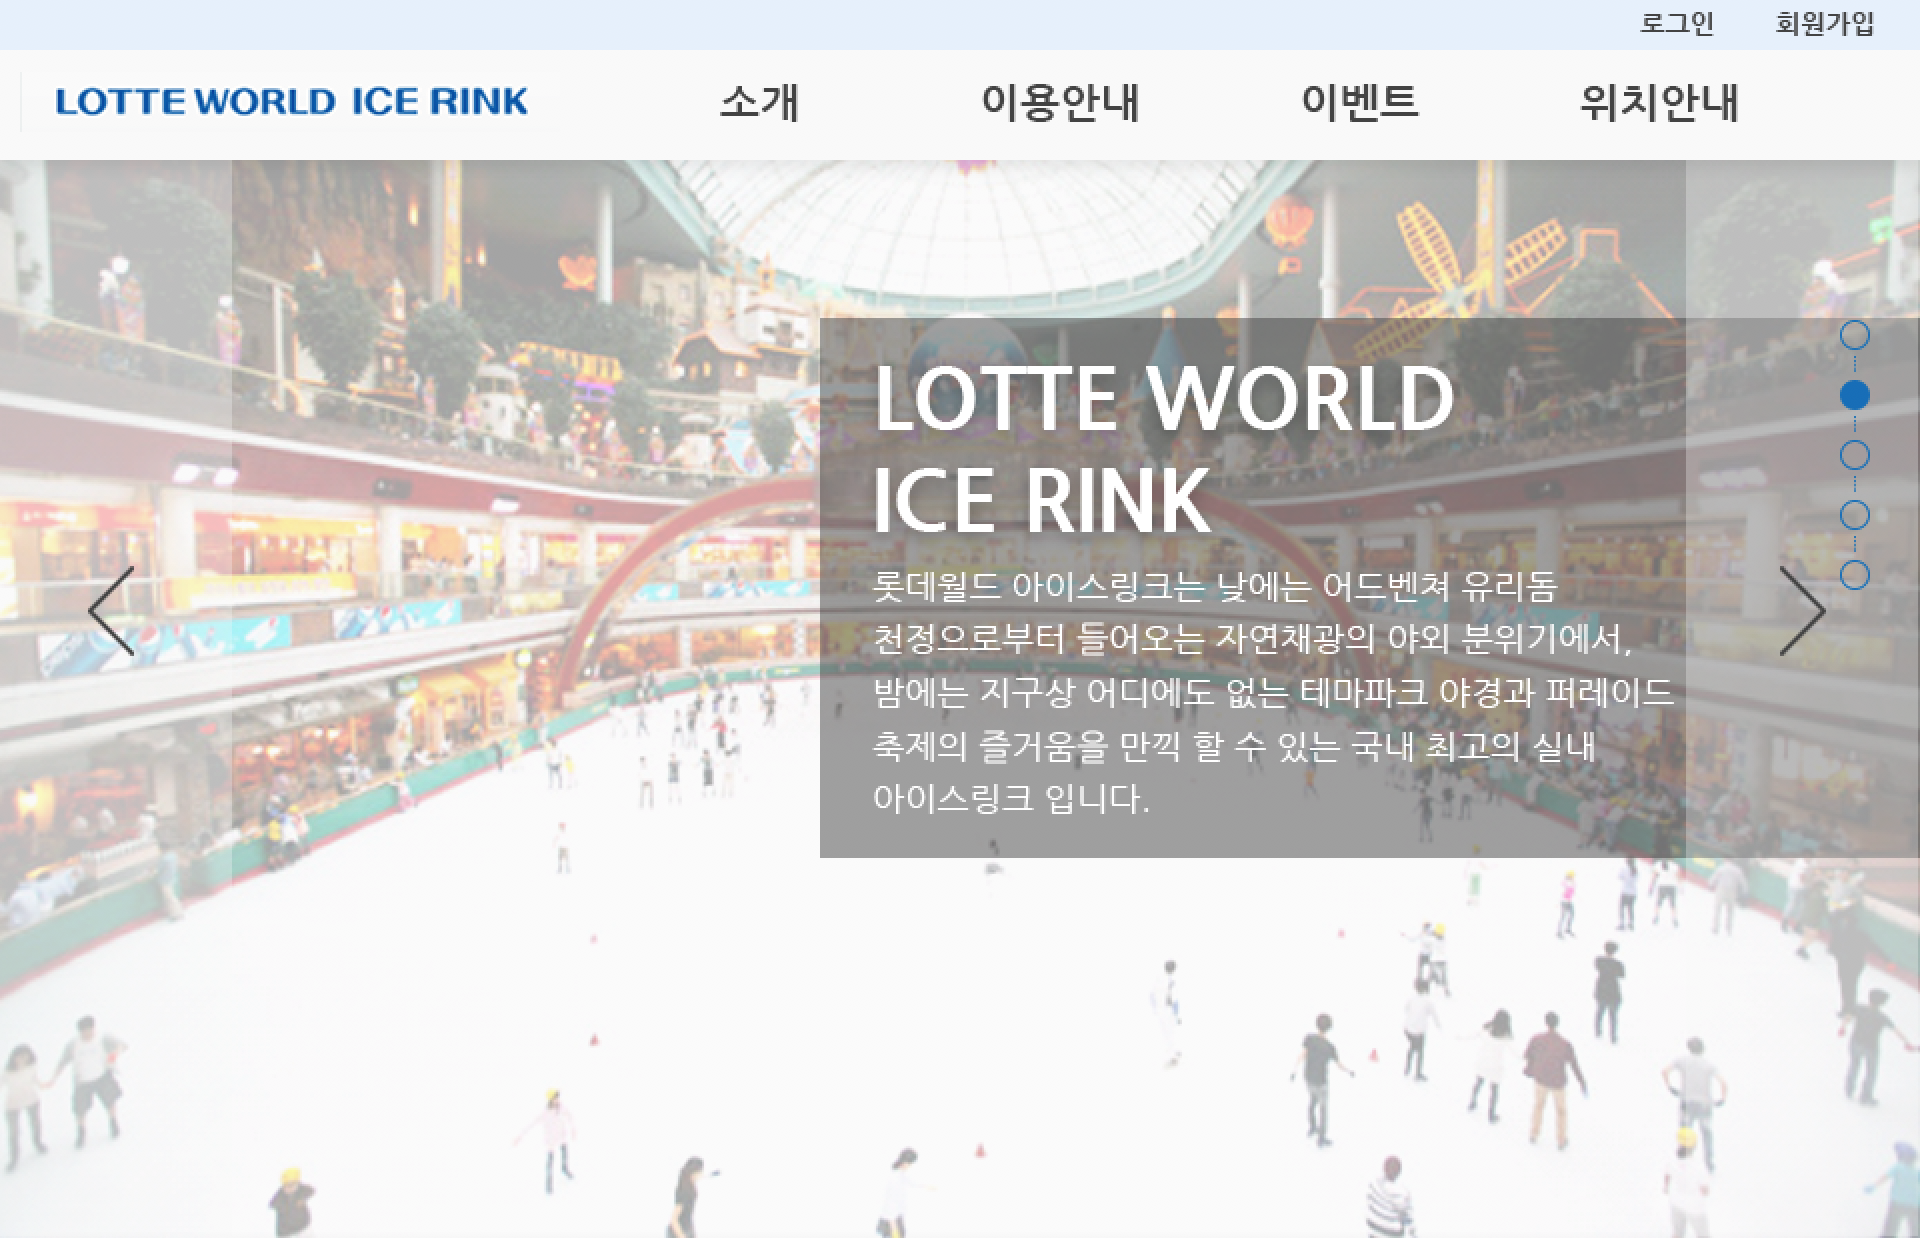 로그인 회원가입
LOTTE WORLD ICE RINK 소개 이용안내 이벤트 위치안내
LOTTE WORLD
ICE RINK
롯데월드 아이스링크는 낮에는 어드벤쳐 유리돔
천정으로부터 들어오는 자연채광의 야외 분위기에서,
밤에는 지구상 어디에도 없는 테마파크 야경과 퍼레이드
축제의 즐거움을 만끽 할 수 있는 국내 최고의 실내
아이스링크 입니다.